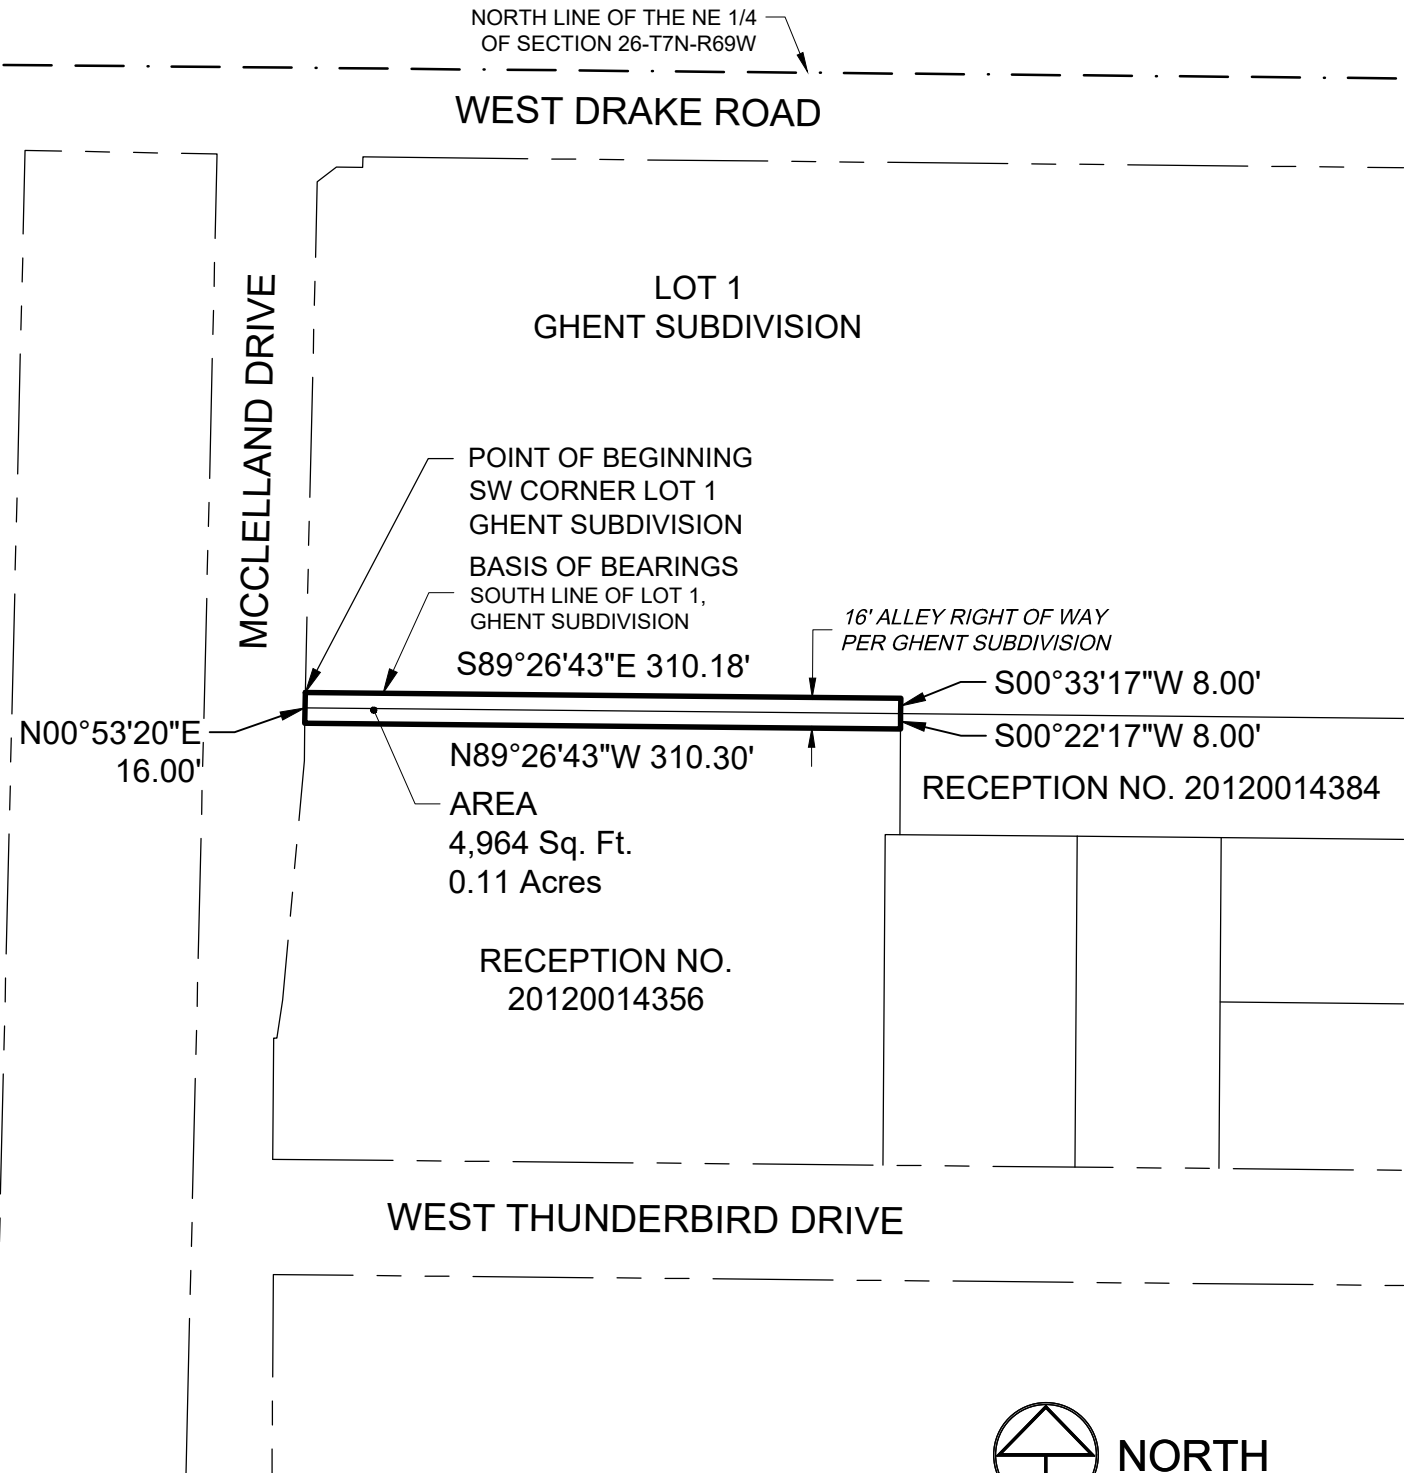 NORTH LINE OF THE NE 1/4
OF SECTION 26-T7N-R69W
WEST DRAKE ROAD
LOT 1
GHENT SUBDIVISION
MCCLELLAND DRIVE
POINT OF BEGINNING
SW CORNER LOT 1
GHENT SUBDIVISION
BASIS OF BEARINGS
SOUTH LINE OF LOT 1,
GHENT SUBDIVISION
16' ALLEY RIGHT OF WAY
PER GHENT SUBDIVISION
S89°26'43"E 310.18'
S00°33'17"W 8.00'
N00°53'20"E
16.00'
S00°22'17"W 8.00'
N89°26'43"W 310.30'
RECEPTION NO. 20120014384
AREA
4,964 Sq. Ft.
0.11 Acres
RECEPTION NO.
20120014356
WEST THUNDERBIRD DRIVE
NORTH